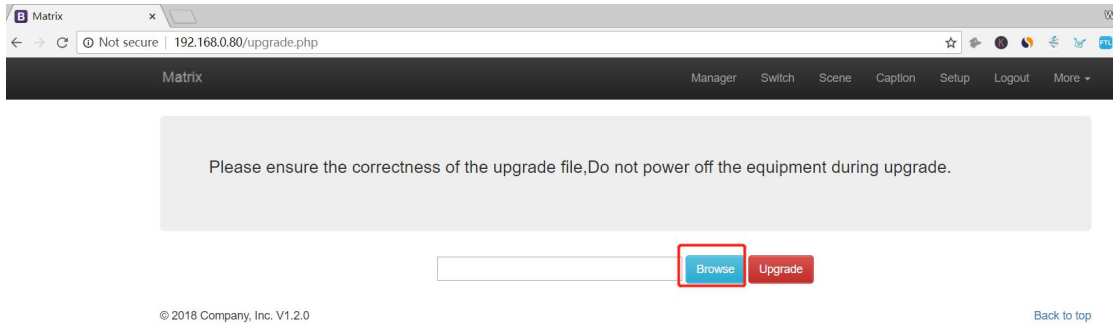 B Matrix
Not secure | 192.168.0.80/upgrade.php
K FTL
Matrix Manager Switch Scene Caption Setup Logout More
Please ensure the correctness of the upgrade file,Do not power off the equipment during upgrade.
Browse Upgrade
© 2018 Company, Inc. V1.2.0 Back to top